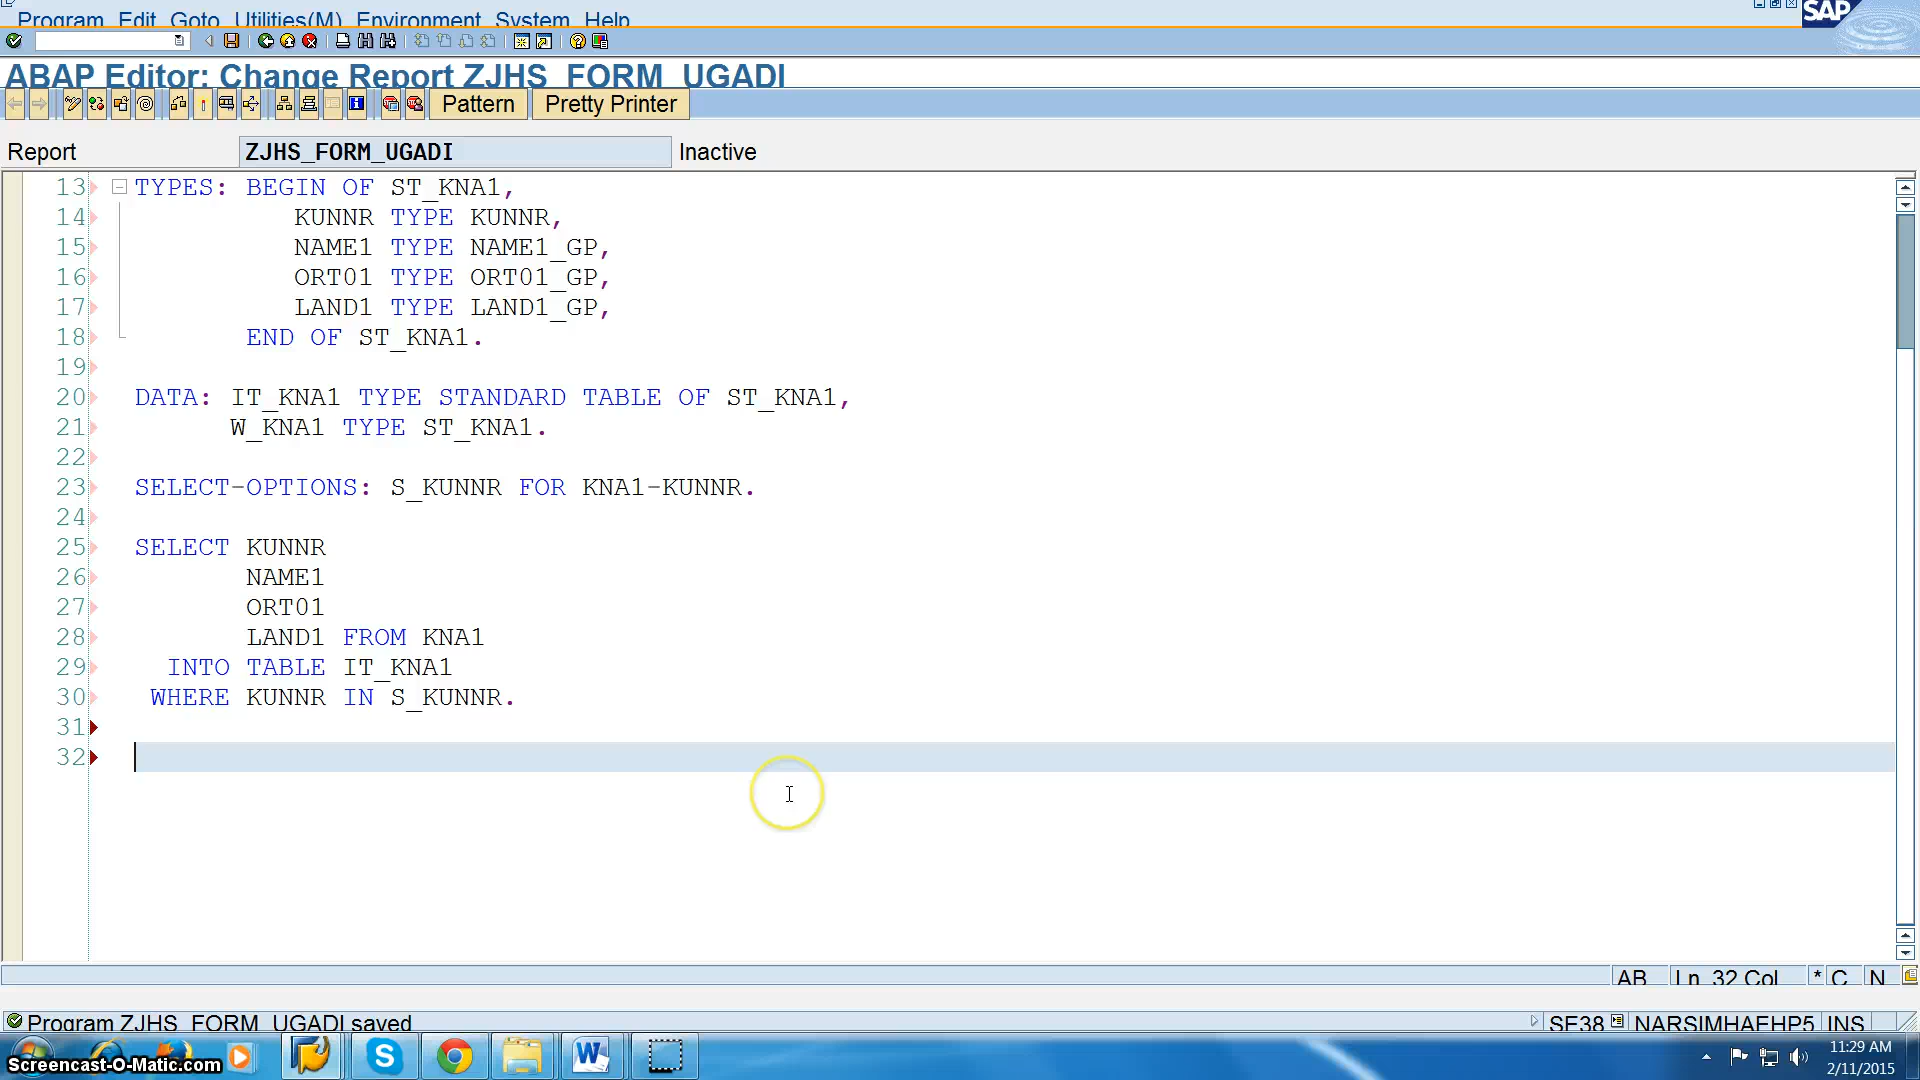 Program Edit Goto Utilities(M) Environment System Help
SAP
ABAP Editor: Change Report ZJHS_FORM_UGADI
Pattern Pretty Printer
Report ZJHS_FORM_UGADI Inactive
13 TYPES: BEGIN OF ST_KNA1,
14 KUNNR TYPE KUNNR,
15 NAME1 TYPE NAME1_GP,
16 ORT01 TYPE ORT01_GP,
17 LAND1 TYPE LAND1_GP,
18 END OF ST_KNA1.
19
20 DATA: IT_KNA1 TYPE STANDARD TABLE OF ST_KNA1,
21 W_KNA1 TYPE ST_KNA1.
22
23 SELECT-OPTIONS: S_KUNNR FOR KNA1-KUNNR.
24
25 SELECT KUNNR
26 NAME1
27 ORT01
28 LAND1 FROM KNA1
29 INTO TABLE IT_KNA1
30 WHERE KUNNR IN S_KUNNR.
31
32
AB Ln 32 Col * C N
Program ZJHS_FORM_UGADI saved SE38 NARSIMHAEHP5 INS
Screencast-O-Matic.com
11:29 AM
2/11/2015